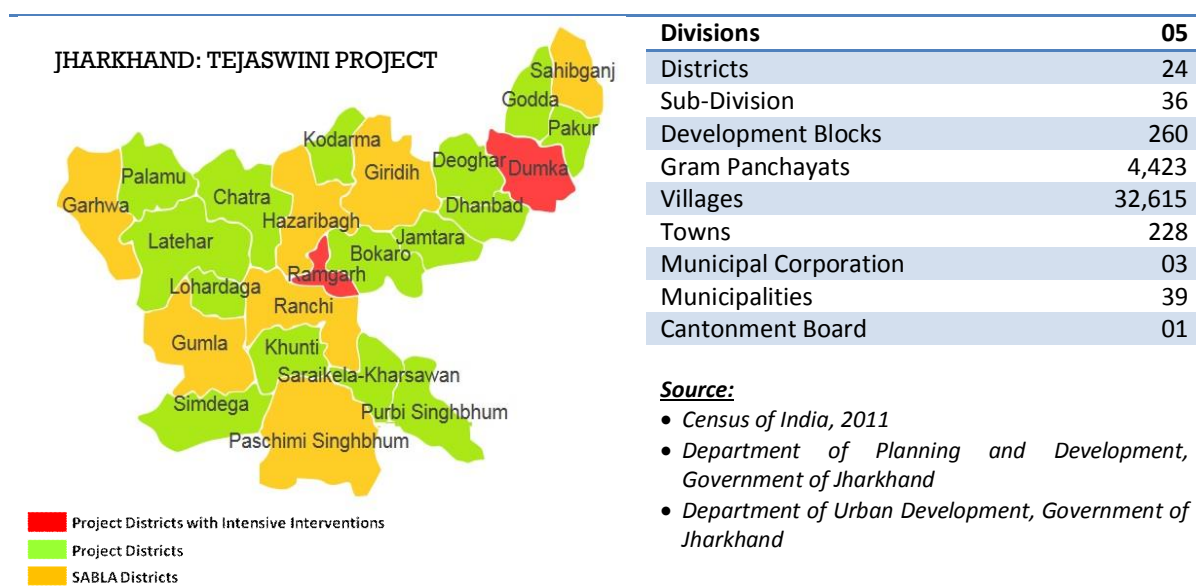 JHARKHAND: TEJASWINI PROJECT
Sahibganj
Godda
Pakur
Kodarma
Deoghar
Dumka
Giridih
Palamu
Chatra
Garhwa
Dhanbad
Hazaribagh
Jamtara
Latehar
Bokaro
Ramgarh
Lohardaga
Ranchi
Gumla
Khunti
Saraikela-Kharsawan
Simdega
Purbi Singhbhum
Paschimi Singhbhum
Project Districts with Intensive Interventions
Project Districts
SABLA Districts
Divisions 05
Districts 24
Sub-Division 36
Development Blocks 260
Gram Panchayats 4,423
Villages 32,615
Towns 228
Municipal Corporation 03
Municipalities 39
Cantonment Board 01
Source:
• Census of India, 2011
• Department of Planning and Development,
Government of Jharkhand
• Department of Urban Development, Government of
Jharkhand